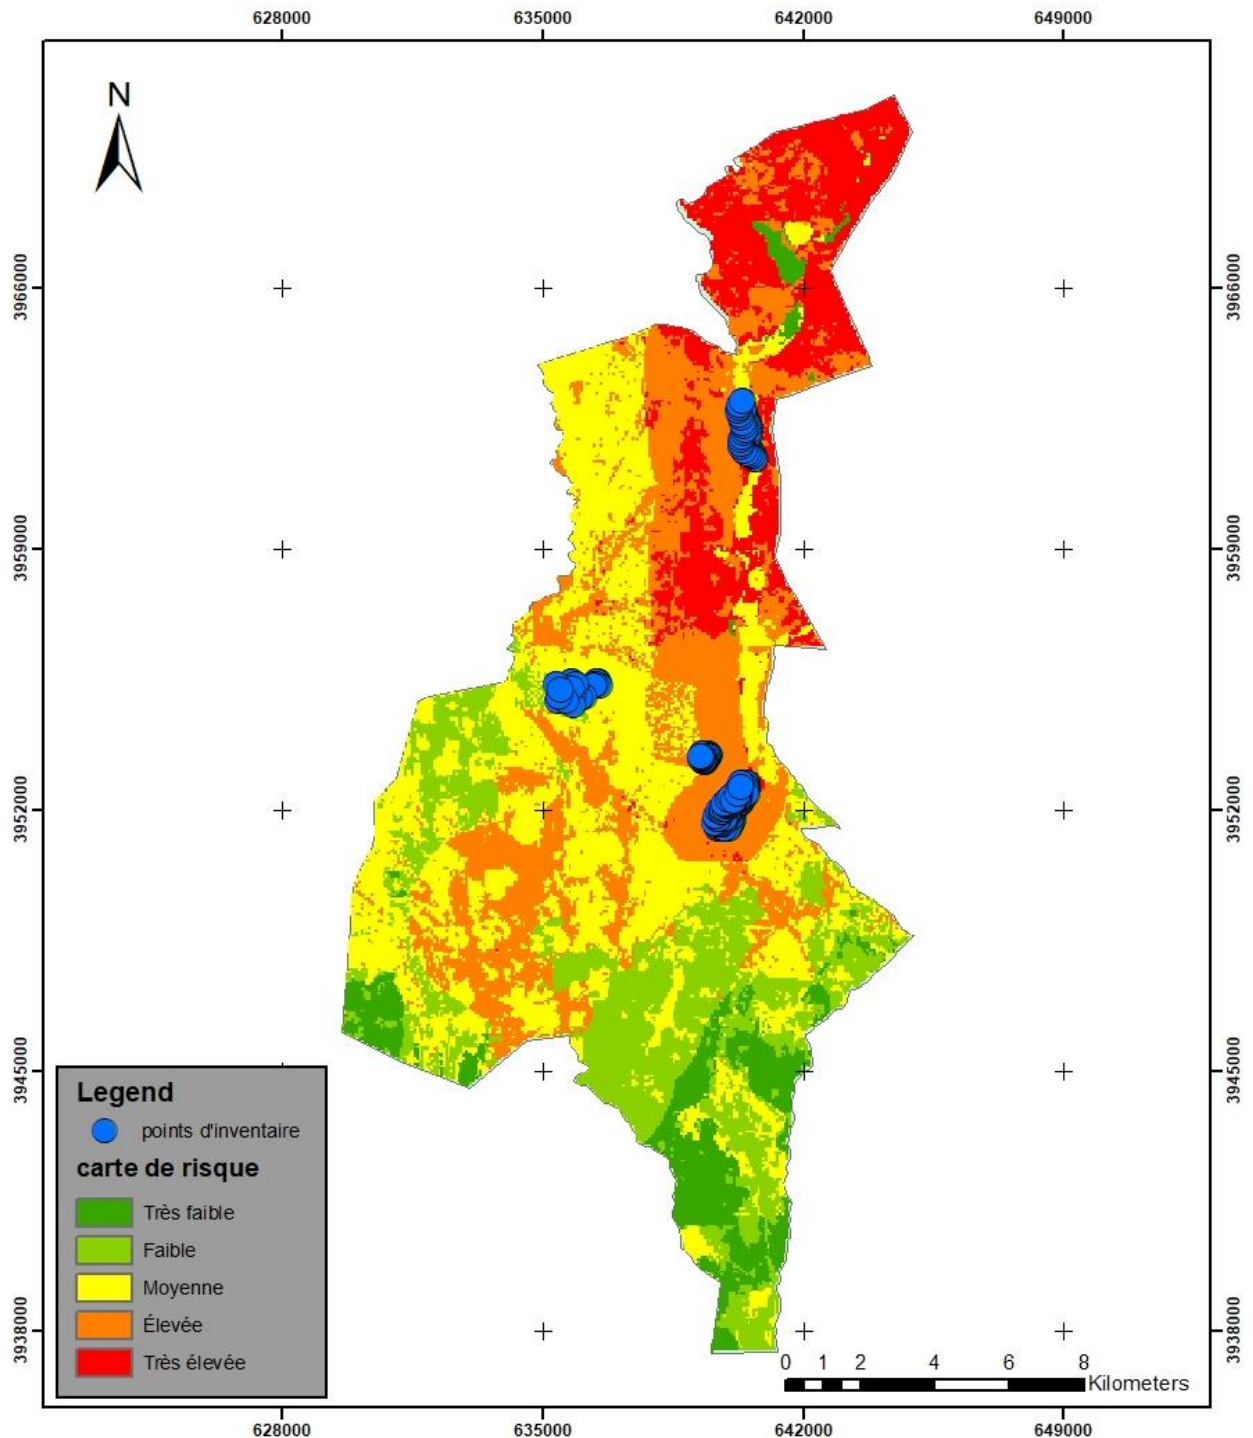 628000 635000 642000 649000
N
3966000 3966000
3959000 3959000
3952000 3952000
3945000 3945000
3938000 3938000
Legend
points d'inventaire
carte de risque
Très faible
Faible
Moyenne
Élevée
Très élevée
0 1 2 4 6 8
Kilometers
628000 635000 642000 649000